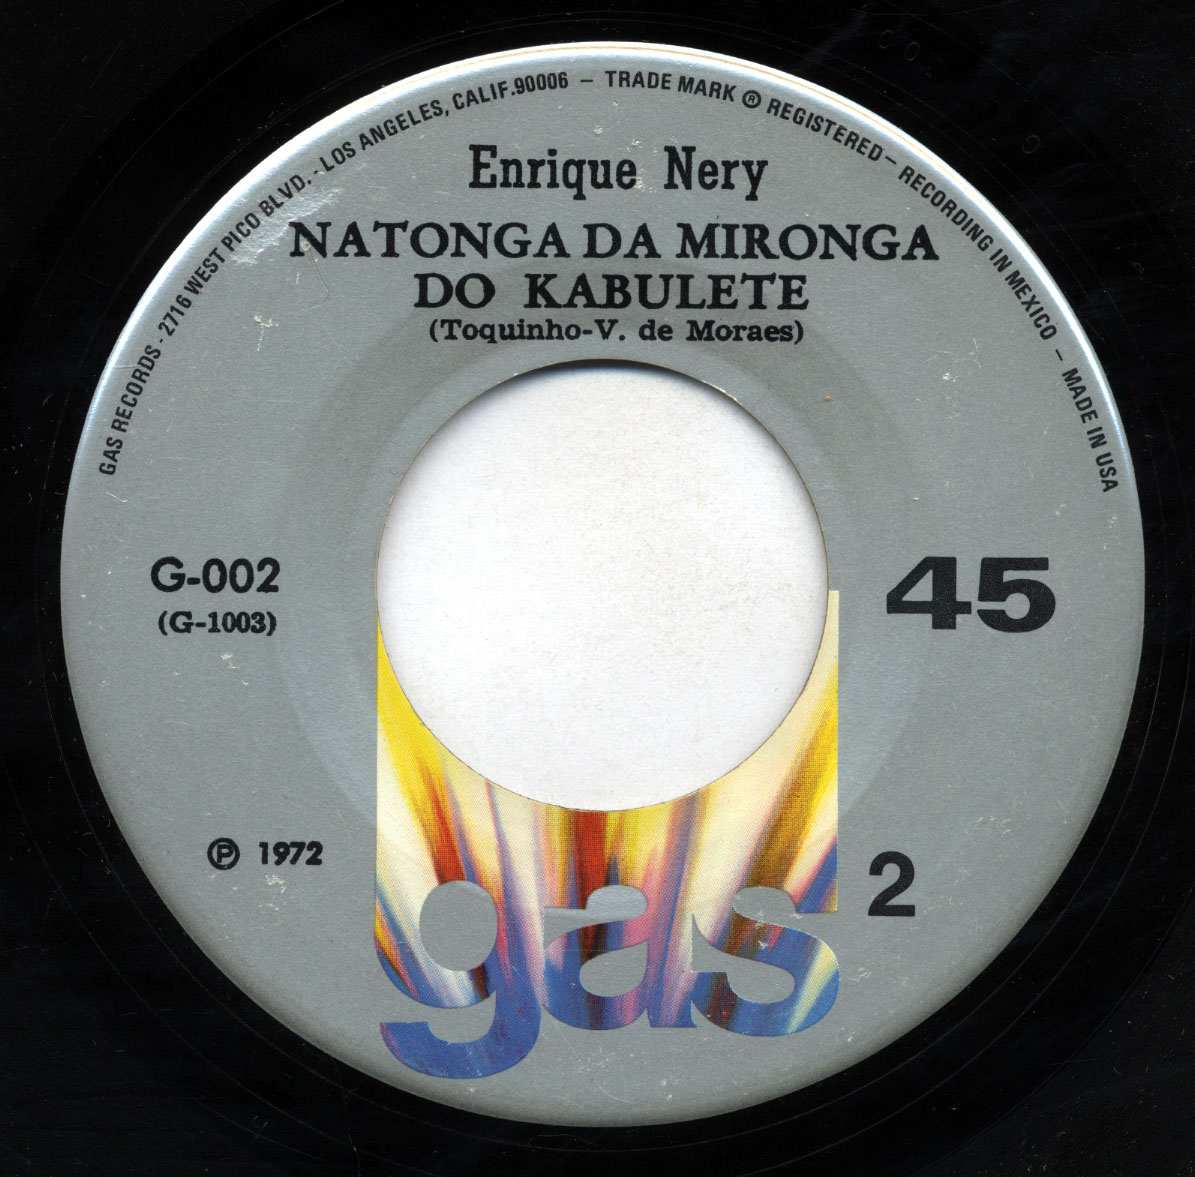 GAS RECORDS - 2716 WEST PICO BLVD. - LOS ANGELES, CALIF.90006 – TRADE MARK ® REGISTERED – RECORDING IN MEXICO – MADE IN USA
Enrique Nery
NATONGA DA MIRONGA
DO KABULETE
(Toquinho-V. de Moraes)
G-002
(G-1003)
45
℗ 1972
2
gas